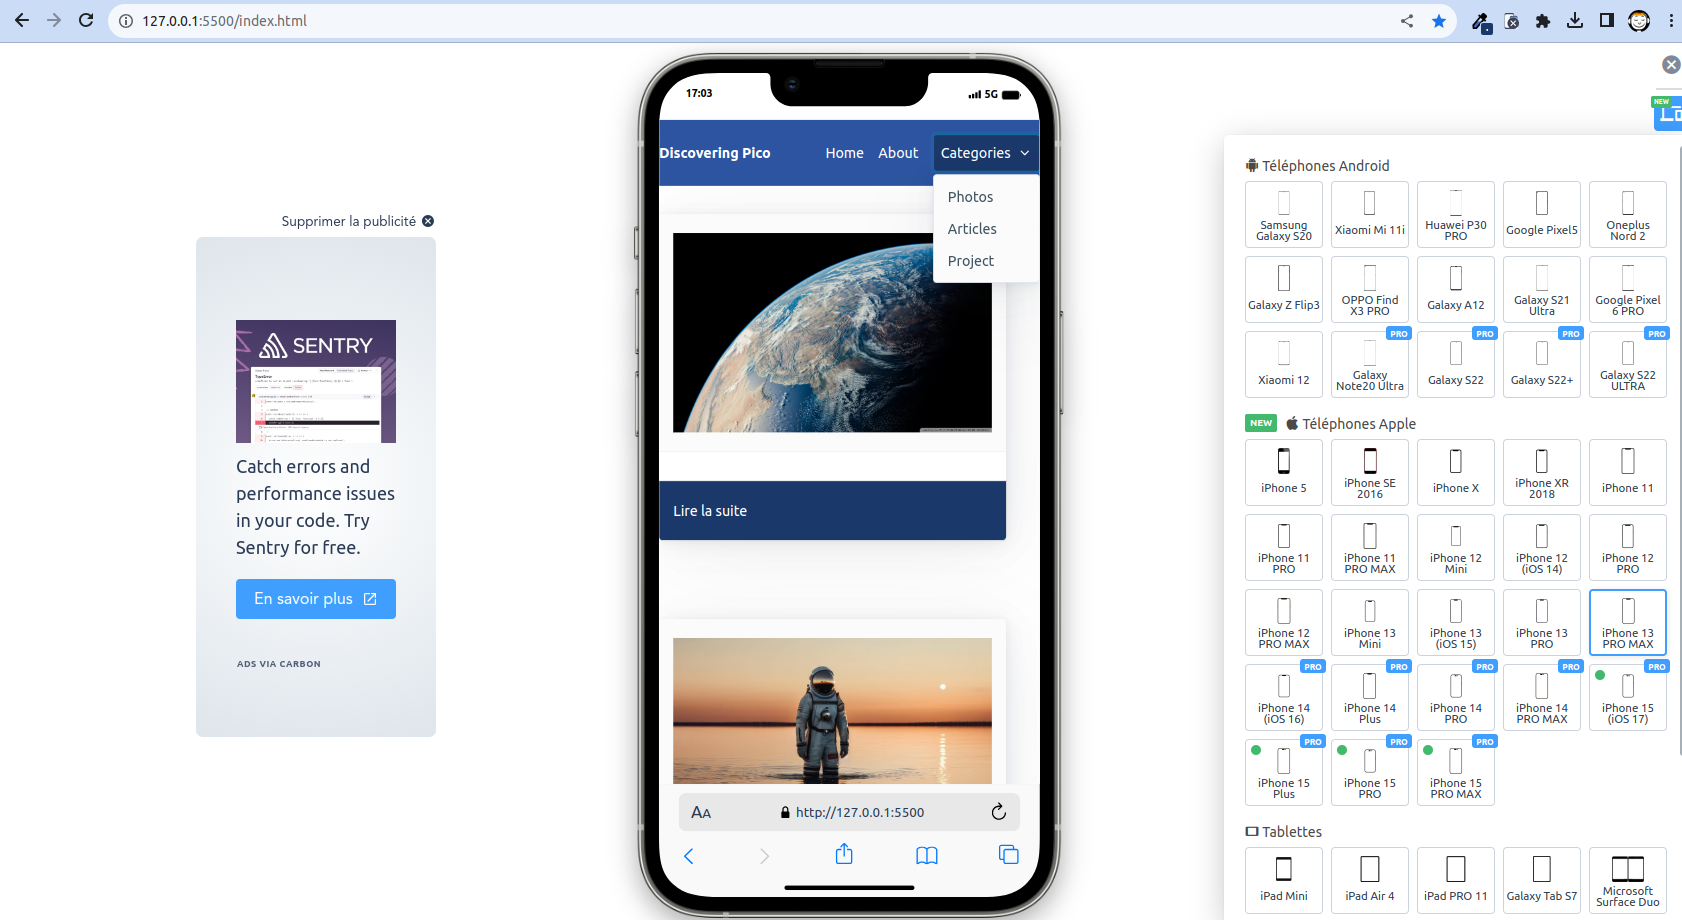 127.0.0.1:5500/index.html
NEW
17:03
5G
Discovering Pico
Home
About
Categories
Photos
Articles
Project
Lire la suite
AA
http://127.0.0.1:5500
Supprimer la publicité
SENTRY
Catch errors and
performance issues
in your code. Try
Sentry for free.
En savoir plus
ADS VIA CARBON
Téléphones Android
Samsung
Galaxy S20
Xiaomi Mi 11i
Huawei P30
PRO
Google Pixel5
Oneplus
Nord 2
Galaxy Z Flip3
OPPO Find
X3 PRO
Galaxy A12
Galaxy S21
Ultra
Google Pixel
6 PRO
Xiaomi 12
PRO
Galaxy
Note20 Ultra
PRO
Galaxy S22
PRO
Galaxy S22+
PRO
Galaxy S22
ULTRA
NEW
Téléphones Apple
iPhone 5
iPhone SE
2016
iPhone X
iPhone XR
2018
iPhone 11
iPhone 11
PRO
iPhone 11
PRO MAX
iPhone 12
Mini
iPhone 12
(iOS 14)
iPhone 12
PRO
iPhone 12
PRO MAX
iPhone 13
Mini
iPhone 13
(iOS 15)
iPhone 13
PRO
iPhone 13
PRO MAX
PRO
iPhone 14
(iOS 16)
PRO
iPhone 14
Plus
PRO
iPhone 14
PRO
PRO
iPhone 14
PRO MAX
PRO
iPhone 15
(iOS 17)
PRO
iPhone 15
Plus
PRO
iPhone 15
PRO
PRO
iPhone 15
PRO MAX
Tablettes
iPad Mini
iPad Air 4
iPad PRO 11
Galaxy Tab S7
Microsoft
Surface Duo